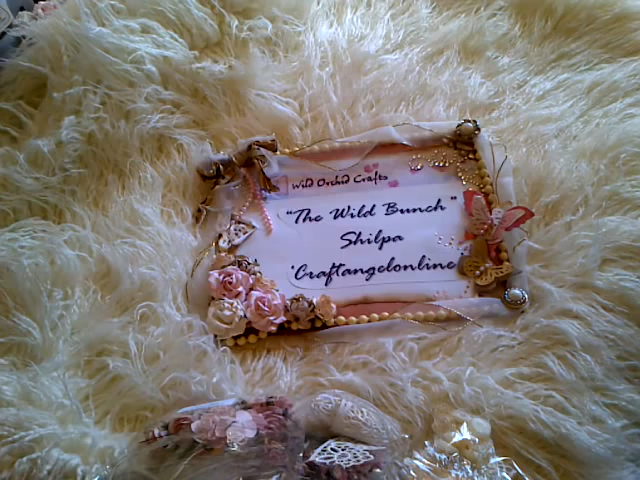 Wild Orchid Crafts
"The Wild Bunch"
Shilpa
'Craftangelonline